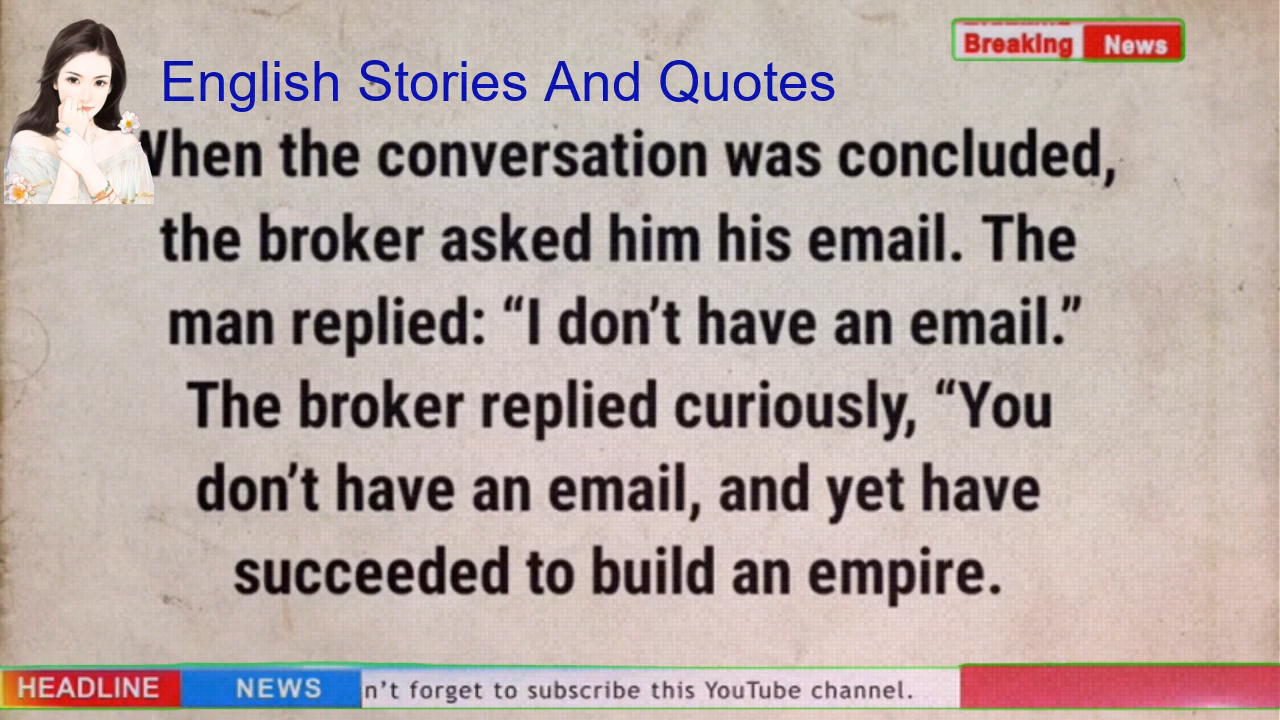 Breaking News
English Stories And Quotes
When the conversation was concluded,
the broker asked him his email. The
man replied: “I don’t have an email.”
The broker replied curiously, “You
don’t have an email, and yet have
succeeded to build an empire.
HEADLINE NEWS n’t forget to subscribe this YouTube channel.